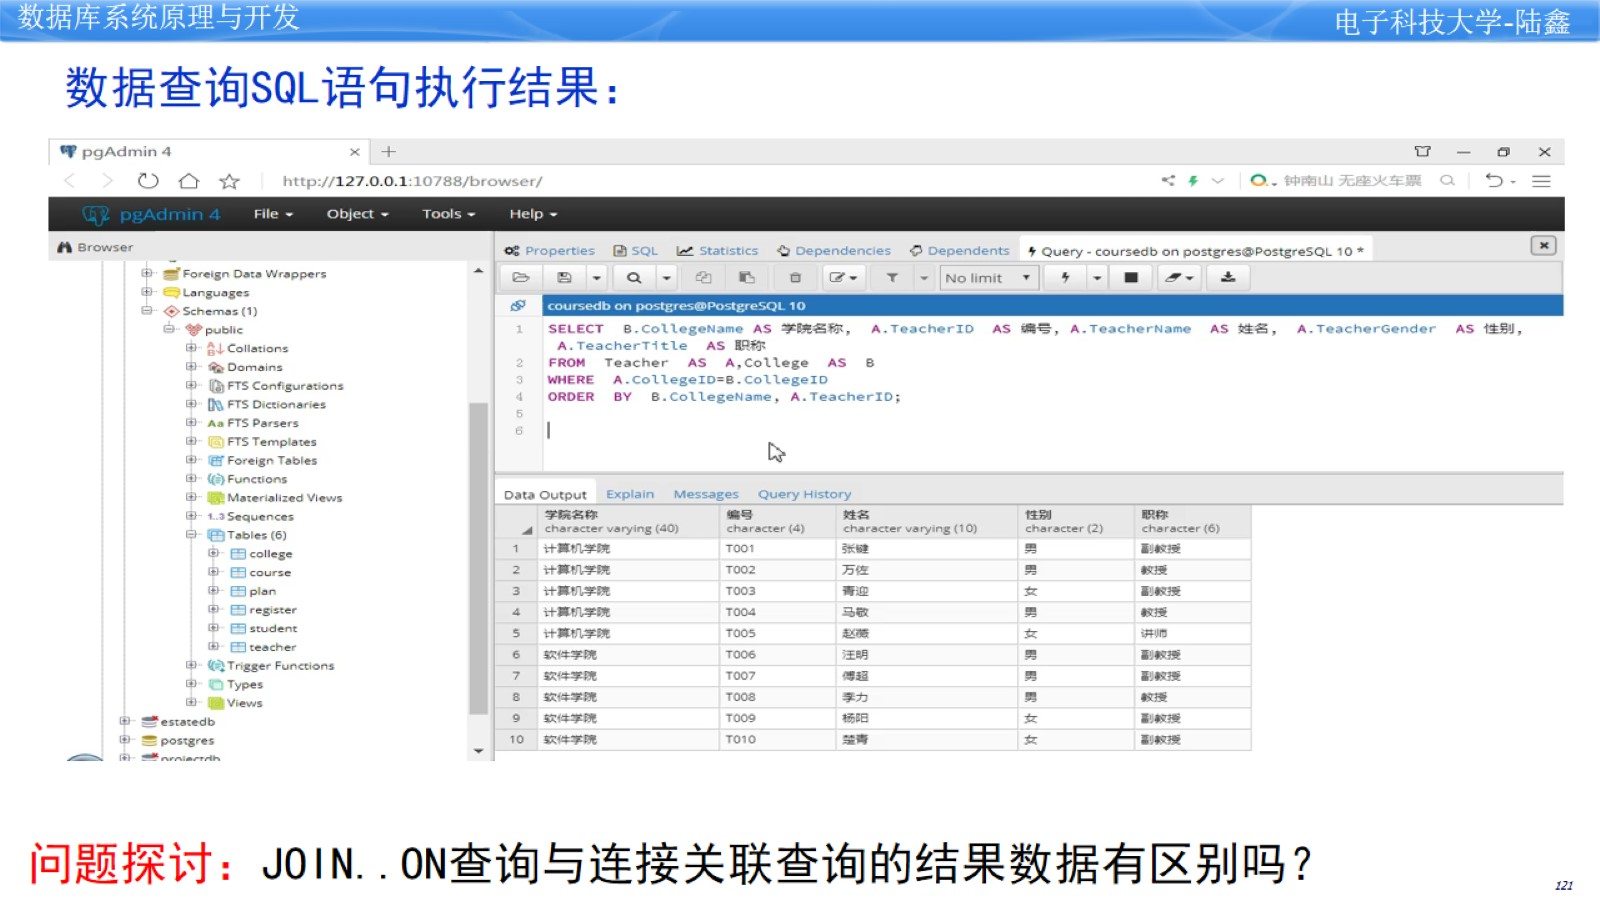 数据库系统原理与开发
电子科技大学-陆鑫
数据查询SQL语句执行结果：
pgAdmin 4
http://127.0.0.1:10788/browser/
钟南山 无座火车票
pgAdmin 4 File Object Tools Help
Browser
Properties SQL Statistics Dependencies Dependents Query - coursedb on postgres@PostgreSQL 10 *
No limit
Foreign Data Wrappers
Languages
Schemas (1)
public
Collations
Domains
FTS Configurations
FTS Dictionaries
FTS Parsers
FTS Templates
Foreign Tables
Functions
Materialized Views
Sequences
Tables (6)
college
course
plan
register
student
teacher
Trigger Functions
Types
Views
estatedb
postgres
projectdb
coursedb on postgres@PostgreSQL 10
1 SELECT B.CollegeName AS 学院名称, A.TeacherID AS 编号, A.TeacherName AS 姓名, A.TeacherGender AS 性别,
A.TeacherTitle AS 职称
2 FROM Teacher AS A,College AS B
3 WHERE A.CollegeID=B.CollegeID
4 ORDER BY B.CollegeName, A.TeacherID;
5
6
Data Output Explain Messages Query History
学院名称 编号 姓名 性别 职称
character varying (40) character (4) character varying (10) character (2) character (6)
1 计算机学院 T001 张键 男 副教授
2 计算机学院 T002 万佐 男 教授
3 计算机学院 T003 青迎 女 副教授
4 计算机学院 T004 马敬 男 教授
5 计算机学院 T005 赵薇 女 讲师
6 软件学院 T006 汪明 男 副教授
7 软件学院 T007 傅超 男 副教授
8 软件学院 T008 李力 男 教授
9 软件学院 T009 杨阳 女 副教授
10 软件学院 T010 楚青 女 副教授
问题探讨：JOIN..ON查询与连接关联查询的结果数据有区别吗？
121